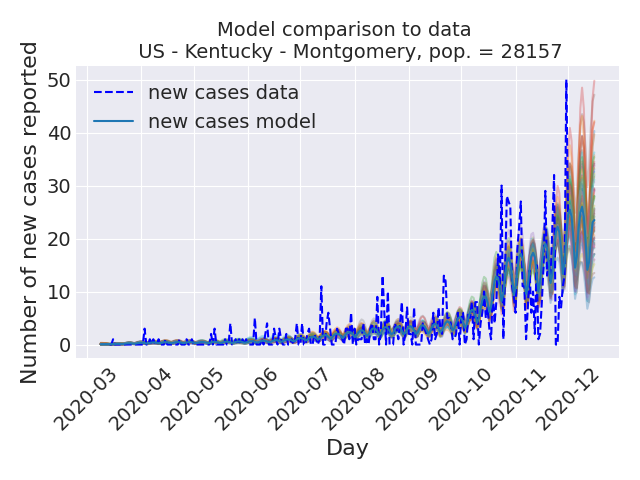 Model comparison to data
US - Kentucky - Montgomery, pop. = 28157
new cases data
new cases model
Number of new cases reported
50
40
30
20
10
0
2020-03
2020-04
2020-05
2020-06
2020-07
2020-08
2020-09
2020-10
2020-11
2020-12
Day